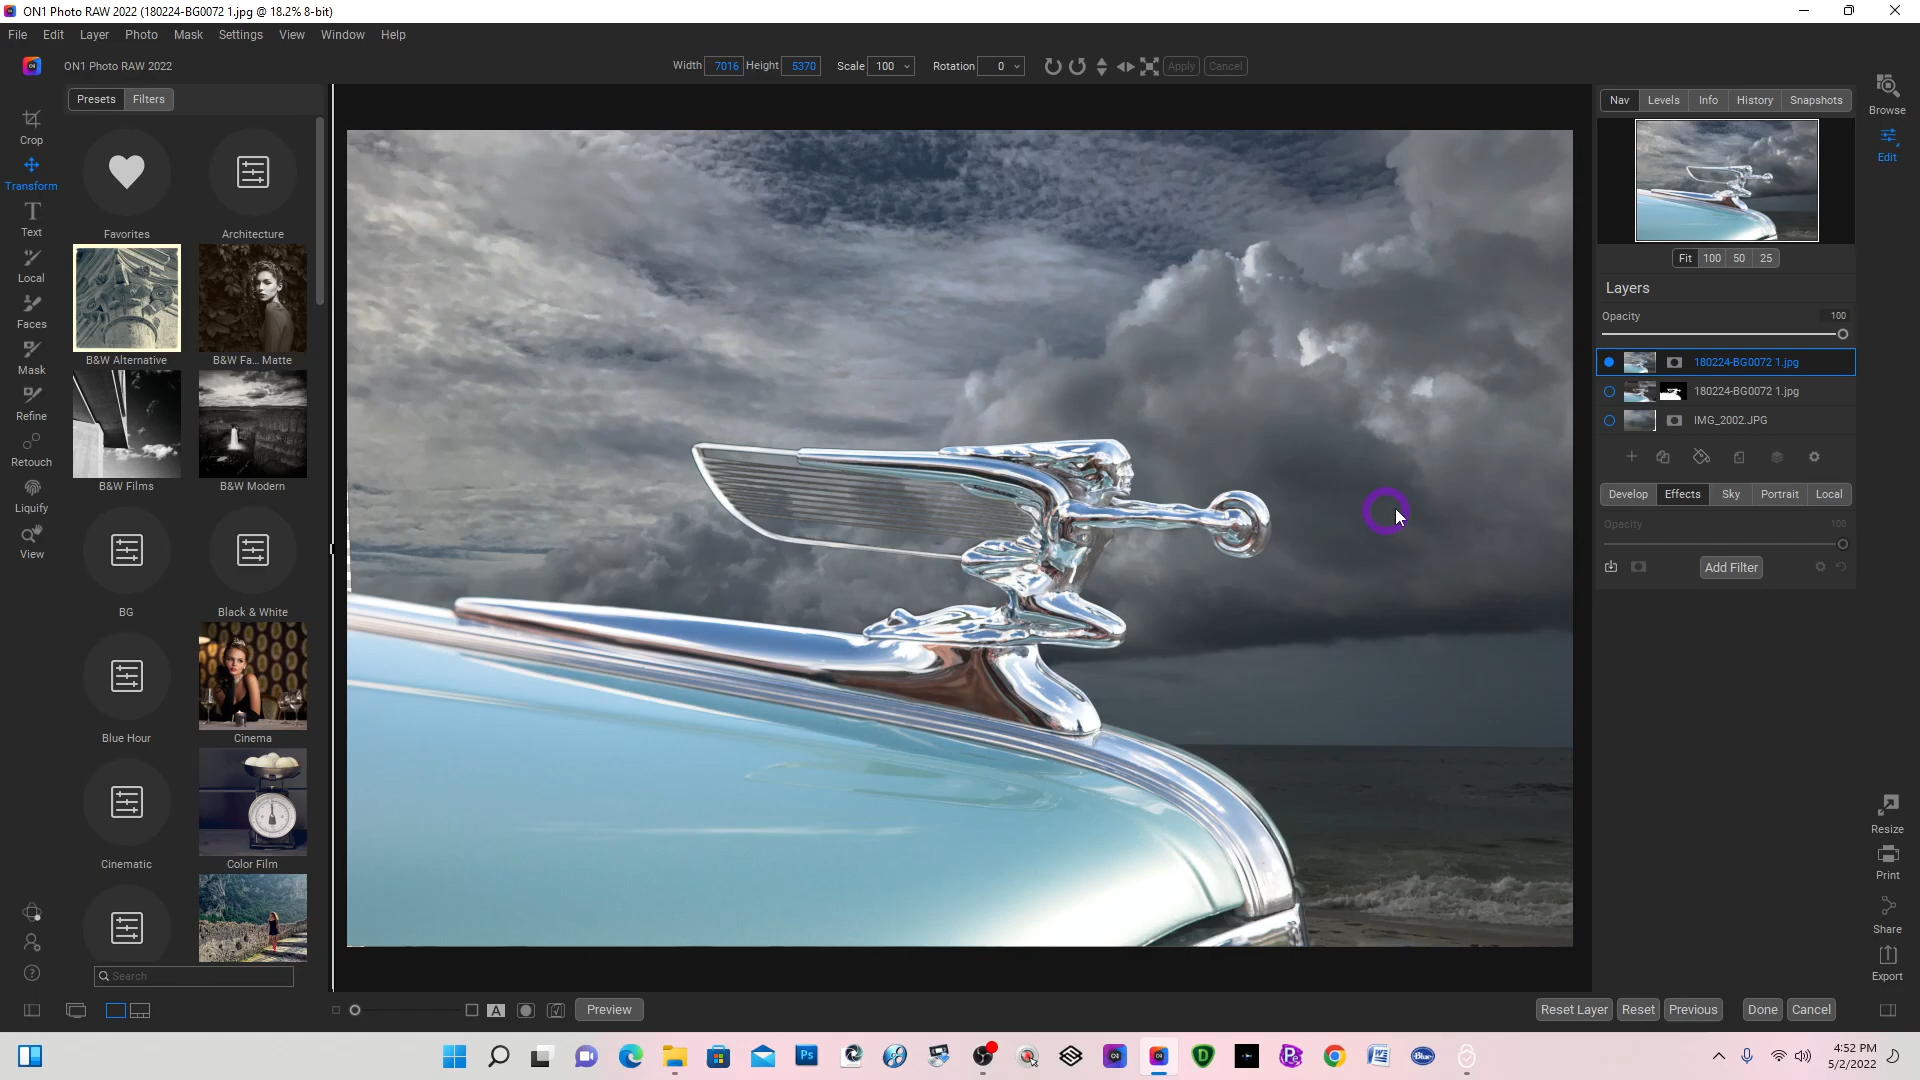 ON1 Photo RAW 2022 (180224-BG0072 1.jpg @ 18.2% 8-bit)
File Edit Layer Photo Mask Settings View Window Help
ON1 Photo RAW 2022
Width 7016 Height 5370 Scale 100 Rotation 0 Apply Cancel
Presets Filters
Nav Levels Info History Snapshots
Browse
Edit
Crop
Transform
Text
Local
Faces
Mask
Refine
Retouch
Liquify
View
Favorites Architecture
B&W Alternative B&W Fa... Matte
B&W Films B&W Modern
BG Black & White
Blue Hour Cinema
Cinematic Color Film
Search
Fit 100 50 25
Layers
Opacity 100
180224-BG0072 1.jpg
180224-BG0072 1.jpg
IMG_2002.JPG
Develop Effects Sky Portrait Local
Opacity 100
Add Filter
Resize
Print
Share
Export
A Preview
Reset Layer Reset Previous Done Cancel
4:52 PM
5/2/2022